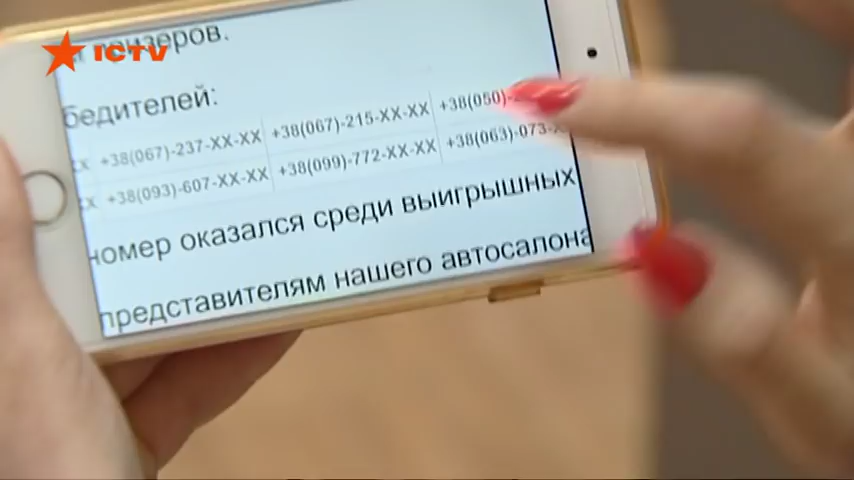 ICTV
бедителей:
+38(067)-237-XX-XX +38(067)-215-XX-XX +38(050)-
+38(093)-607-XX-XX +38(099)-772-XX-XX +38(063)-073-
номер оказался среди выигрышных
представителям нашего автосалона